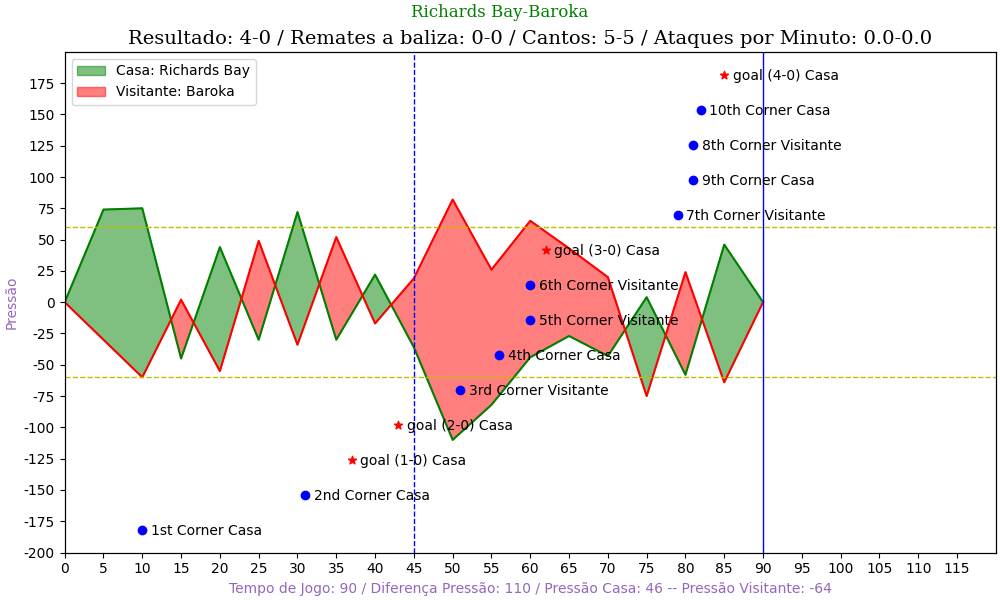 Richards Bay-Baroka
Resultado: 4-0 / Remates a baliza: 0-0 / Cantos: 5-5 / Ataques por Minuto: 0.0-0.0
Casa: Richards Bay
Visitante: Baroka
goal (4-0) Casa
10th Corner Casa
8th Corner Visitante
9th Corner Casa
7th Corner Visitante
goal (3-0) Casa
6th Corner Visitante
5th Corner Visitante
4th Corner Casa
3rd Corner Visitante
goal (2-0) Casa
goal (1-0) Casa
2nd Corner Casa
1st Corner Casa
Pressão
175
150
125
100
75
50
25
0
-25
-50
-75
-100
-125
-150
-175
-200
0 5 10 15 20 25 30 35 40 45 50 55 60 65 70 75 80 85 90 95 100 105 110 115
Tempo de Jogo: 90 / Diferença Pressão: 110 / Pressão Casa: 46 -- Pressão Visitante: -64